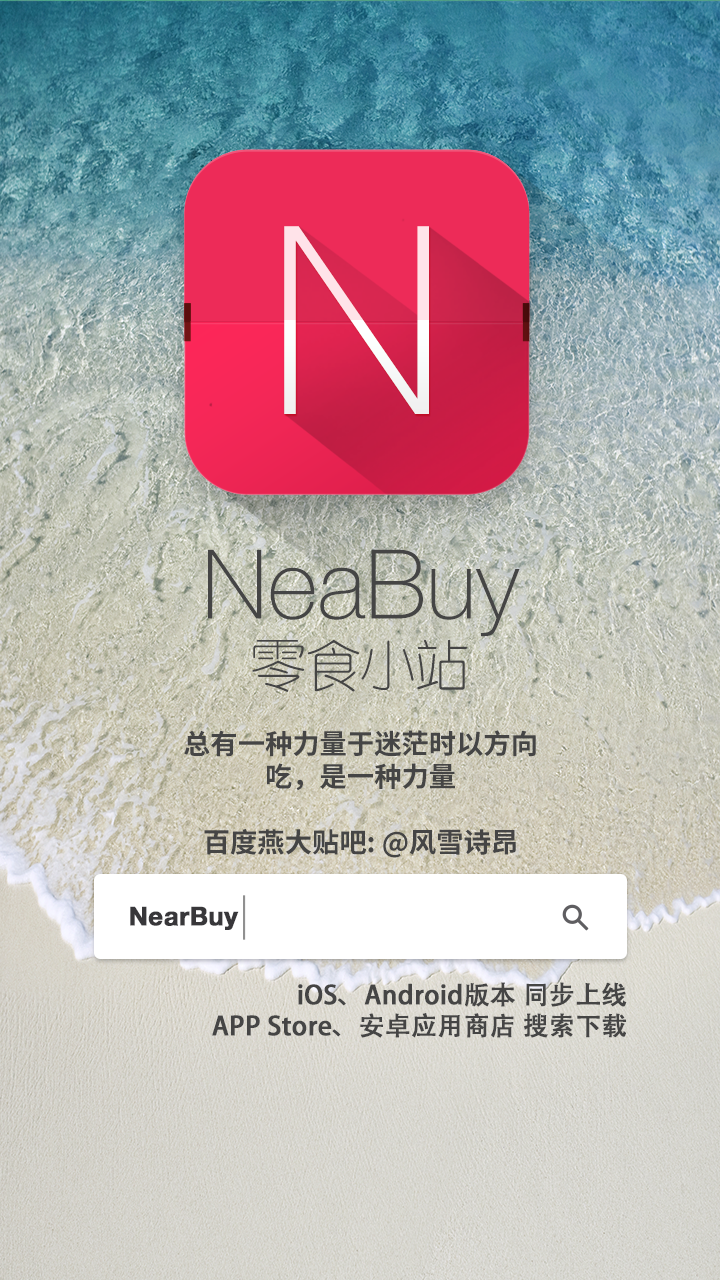 N
NeaBuy
零食小站
总有一种力量于迷茫时以方向
吃，是一种力量
百度燕大贴吧: @风雪诗昂
NearBuy
iOS、Android版本 同步上线
APP Store、安卓应用商店 搜索下载